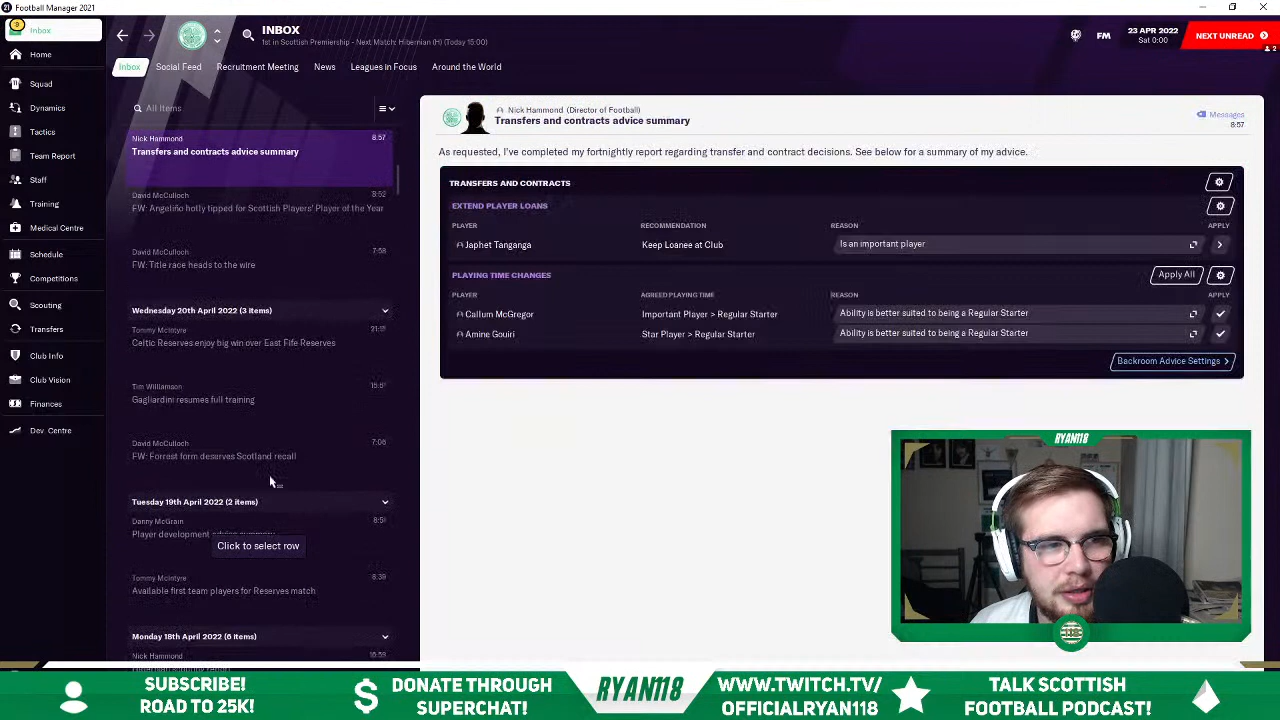 21 Football Manager 2021
9
Inbox
INBOX
1st in Scottish Premiership - Next Match: Hibernian (H) (Today 15:00)
FM
23 APR 2022
Sat 0:00
NEXT UNREAD
2
Home
Squad
Dynamics
Tactics
Team Report
Staff
Training
Medical Centre
Schedule
Competitions
Scouting
Transfers
Club Info
Club Vision
Finances
Dev. Centre
Inbox
Social Feed
Recruitment Meeting
News
Leagues in Focus
Around the World
All Items
Nick Hammond
8:57
Transfers and contracts advice summary
David McCulloch
8:52
FW: Angeliño holly tipped for Scottish Players' Player of the Year
David McCulloch
7:58
FW: Title race heads to the wire
Wednesday 20th April 2022 (3 items)
Tommy McIntyre
Celtic Reserves enjoy big win over East Fife Reserves
Tim Williamson
Gagliardini resumes full training
David McCulloch
7:06
FW: Forrest form deserves Scotland recall
Tuesday 19th April 2022 (2 items)
Danny McGrain
8:51
Player development advice summary
Click to select row
Tommy McIntyre
8:39
Available first team players for Reserves match
Monday 18th April 2022 (6 items)
Nick Hammond
Nick Hammond (Director of Football)
Transfers and contracts advice summary
Messages
8:57
As requested, I've completed my fortnightly report regarding transfer and contract decisions. See below for a summary of my advice.
TRANSFERS AND CONTRACTS
EXTEND PLAYER LOANS
PLAYER RECOMMENDATION REASON APPLY
Japhet Tanganga Keep Loanee at Club Is an important player
PLAYING TIME CHANGES
Apply All
PLAYER AGREED PLAYING TIME REASON APPLY
Callum McGregor Important Player > Regular Starter Ability is better suited to being a Regular Starter
Amine Gouiri Star Player > Regular Starter Ability is better suited to being a Regular Starter
Backroom Advice Settings
RYAN118
118
SUBSCRIBE!
ROAD TO 25K!
DONATE THROUGH
SUPERCHAT!
RYAN118
WWW.TWITCH.TV/
OFFICIALRYAN118
TALK SCOTTISH
FOOTBALL PODCAST!